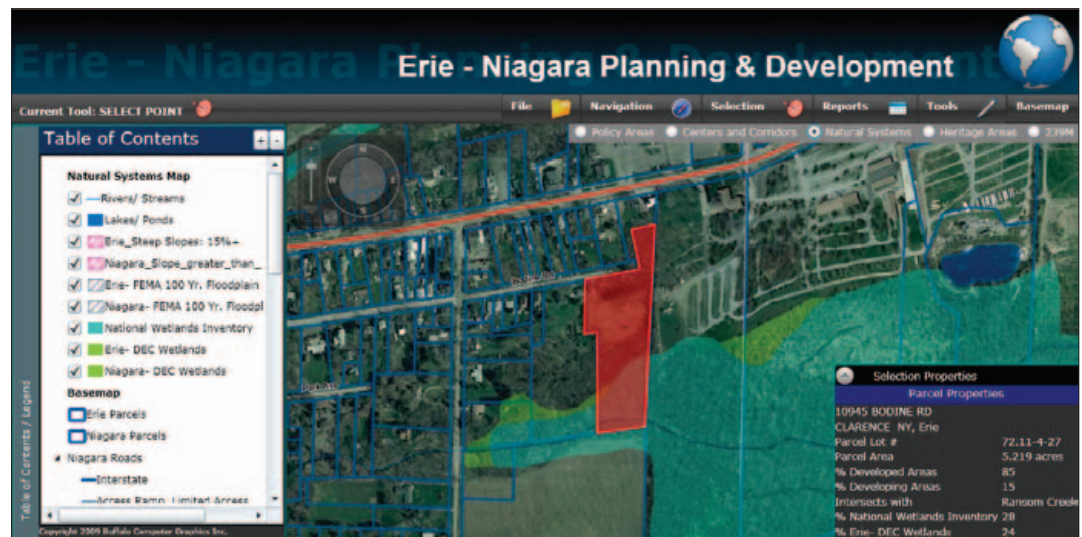 Erie - Niagara Planning & Development
Current Tool: SELECT POINT
File Navigation Selection Reports Tools Basemap
Policy Areas Centers and Corridors Natural Systems Heritage Areas 239M
Table of Contents + -
Natural Systems Map
Rivers/ Streams
Lakes/ Ponds
Erie_Steep Slopes: 15%+
Niagara_Slope_greater_than_
Erie- FEMA 100 Yr. Floodplain
Niagara- FEMA 100 Yr. Floodpl
National Wetlands Inventory
Erie- DEC Wetlands
Niagara- DEC Wetlands
Basemap
Erie Parcels
Niagara Parcels
Niagara Roads
Interstate
Access Ramp, Limited Access
Table of Contents / Legend
Copyright 2009 Buffalo Computer Graphics Inc.
N
W E
S
Bodine Rd
Park Ave
Selection Properties
Parcel Properties
10945 BODINE RD
CLARENCE NY, Erie
Parcel Lot # 72.11-4-27
Parcel Area 5.219 acres
% Developed Areas 85
% Developing Areas 15
Intersects with Ransom Creek
% National Wetlands Inventory 28
% Erie- DEC Wetlands 24